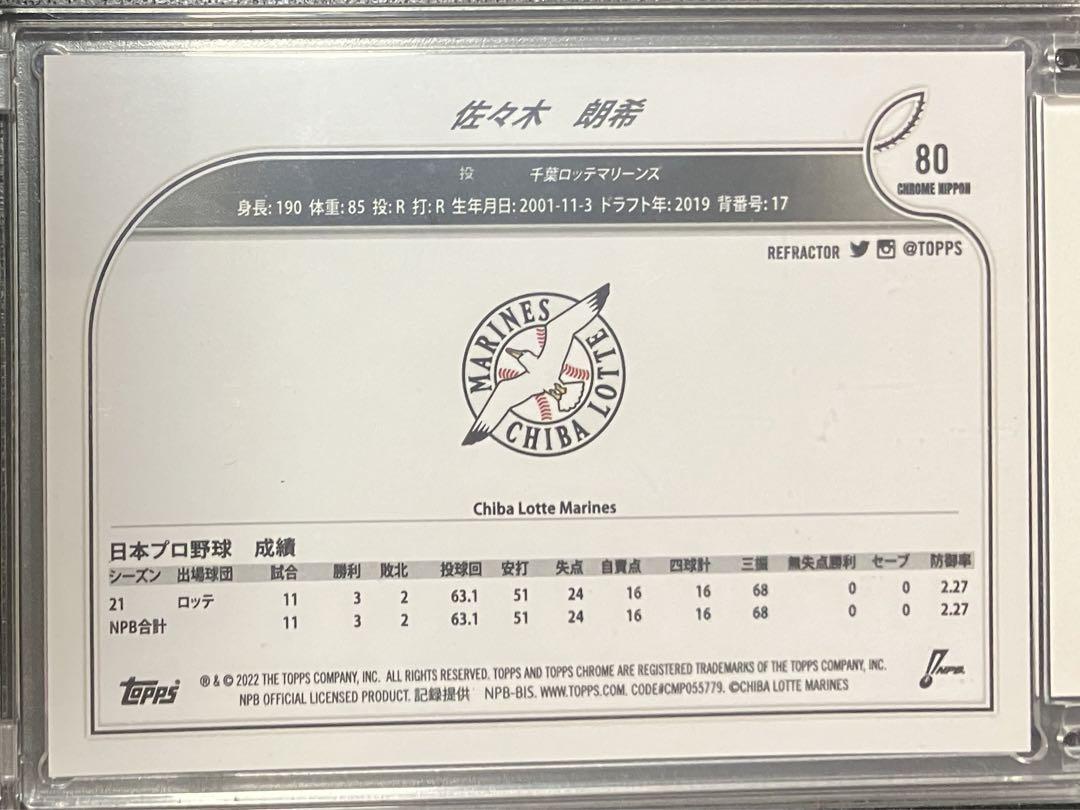 佐々木 朗希
80
CHROME NIPPON
投 千葉ロッテマリーンズ
身長: 190 体重: 85 投: R 打: R 生年月日: 2001-11-3 ドラフト年: 2019 背番号: 17
REFRACTOR @TOPPS
MARINES
CHIBA LOTTE
Chiba Lotte Marines
日本プロ野球 成績
シーズン 出場球団 試合 勝利 敗北 投球回 安打 失点 自責点 四球計 三振 無失点勝利 セーブ 防御率
21 ロッテ 11 3 2 63.1 51 24 16 16 68 0 0 2.27
NPB合計 11 3 2 63.1 51 24 16 16 68 0 0 2.27
topps
® & © 2022 THE TOPPS COMPANY, INC. ALL RIGHTS RESERVED. TOPPS AND TOPPS CHROME ARE REGISTERED TRADEMARKS OF THE TOPPS COMPANY, INC.
NPB OFFICIAL LICENSED PRODUCT. 記録提供 NPB-BIS. WWW.TOPPS.COM. CODE#CMP055779. ©CHIBA LOTTE MARINES
NPB